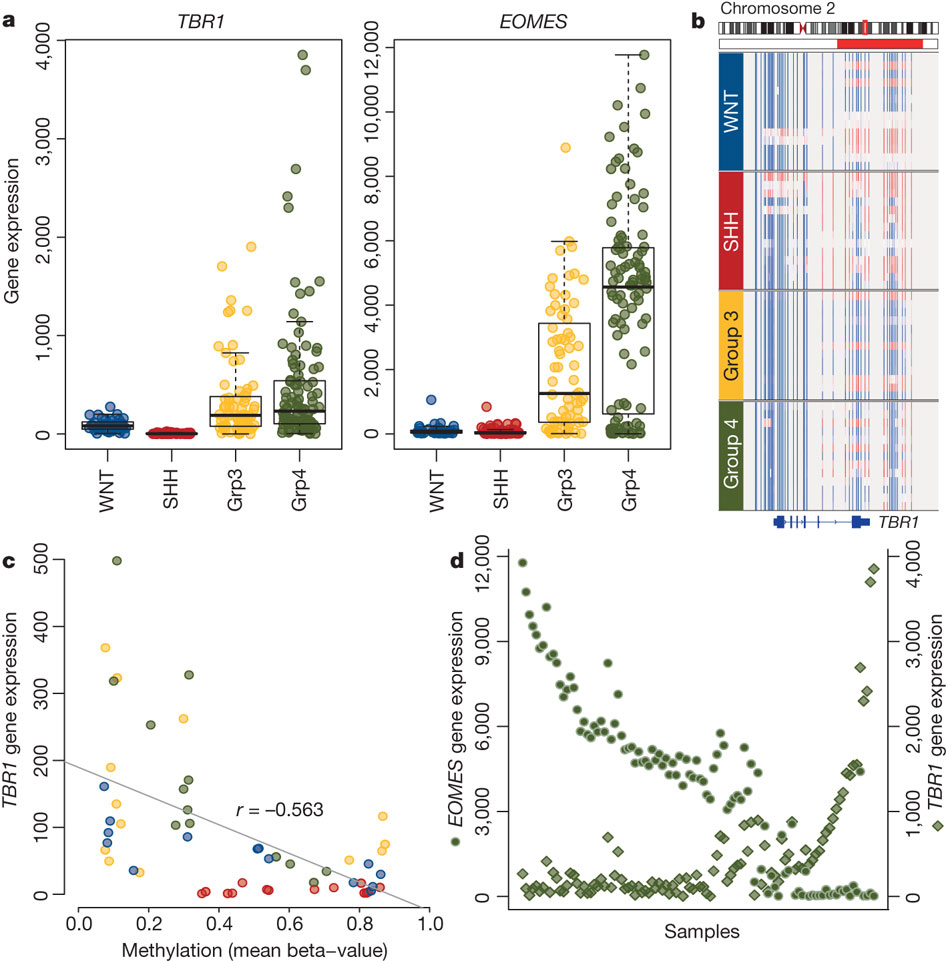 a
TBR1
EOMES
Gene expression
4,000
3,000
2,000
1,000
0
12,000
10,000
8,000
6,000
4,000
2,000
0
WNT
SHH
Grp3
Grp4
WNT
SHH
Grp3
Grp4
b
Chromosome 2
WNT
SHH
Group 3
Group 4
TBR1
c
TBR1 gene expression
500
400
300
200
100
0
r = −0.563
0.0 0.2 0.4 0.6 0.8 1.0
Methylation (mean beta−value)
d
EOMES gene expression
12,000
9,000
6,000
3,000
0
4,000
3,000
2,000
1,000
0
TBR1 gene expression
Samples